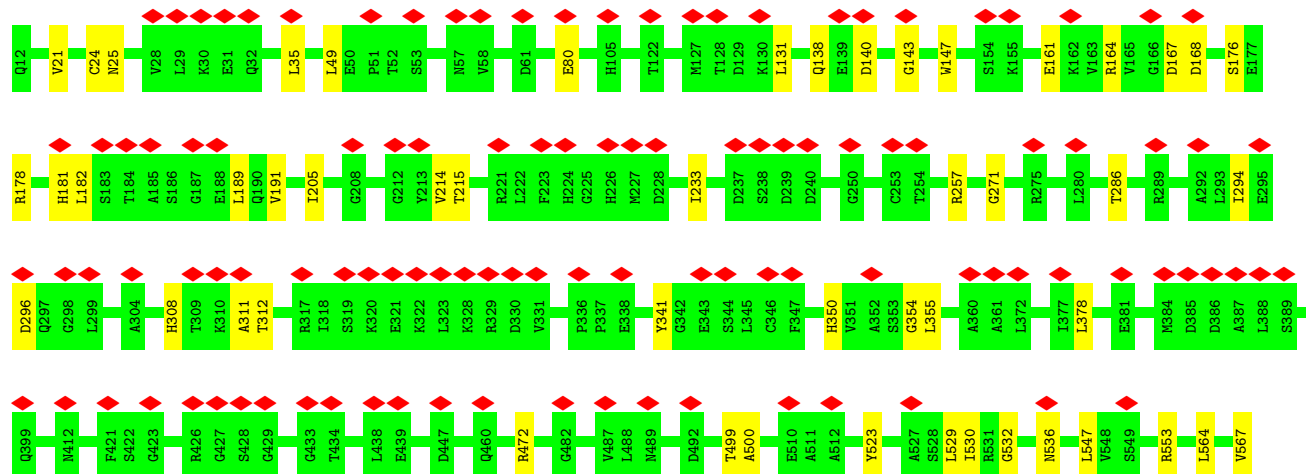 Q12 V21 C24 N25 V28 L29 K30 E31 Q32 L35 L49 E50 P51 T52 S53 N57 V58 D61 E80 H105 T122 M127 T128 D129 K130 L131 Q138 E139 D140 G143 W147 S154 K155 E161 K162 V163 R164 V165 G166 D167 D168 S176 E177
R178 H181 L182 S183 T184 A185 S186 G187 E188 L189 Q190 V191 I205 G208 G212 Y213 V214 T215 R221 L222 F223 H224 G225 H226 M227 D228 I233 D237 S238 D239 D240 G250 C253 T254 R257 G271 R275 L280 T286 R289 A292 L293 I294 E295
D296 Q297 G298 L299 A304 H308 T309 K310 A311 T312 R317 I318 S319 K320 E321 K322 L323 K328 R329 D330 V331 P336 P337 E338 Y341 G342 E343 S344 L345 C346 F347 H350 V351 A352 S353 G354 L355 A360 A361 L372 I377 L378 E381 M384 D385 D386 A387 L388 S389
Q399 N412 F421 S422 G423 R426 G427 S428 G429 G433 T434 L438 E439 D447 Q460 R472 G482 V487 L488 N489 D492 T499 A500 E510 A511 A512 Y523 A527 S528 L529 I530 R531 G532 N536 L547 V548 S549 R553 L564 V567